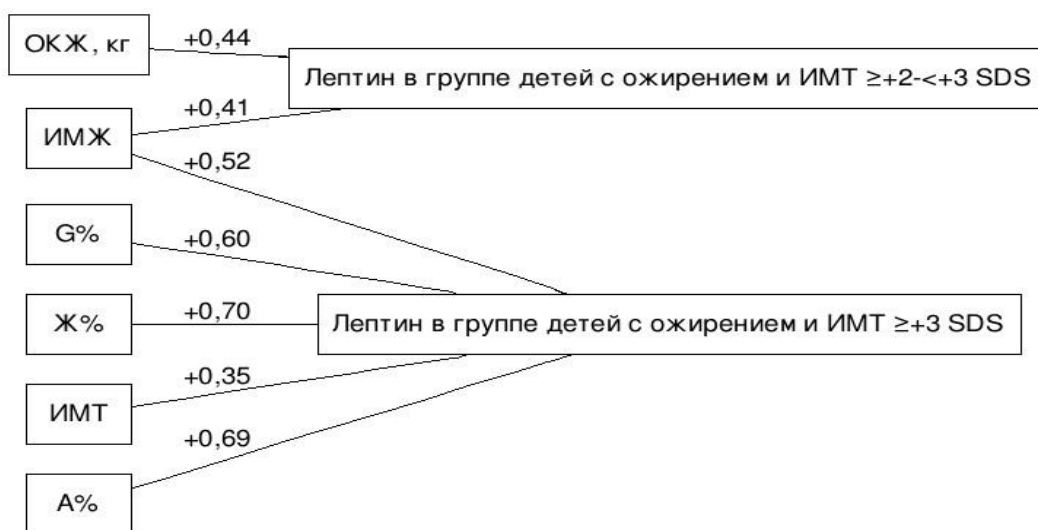 ОКЖ, кг
+0,44
Лептин в группе детей с ожирением и ИМТ ≥+2-<+3 SDS
+0,41
ИМЖ
+0,52
G%
+0,60
Ж%
+0,70
Лептин в группе детей с ожирением и ИМТ ≥+3 SDS
+0,35
ИМТ
+0,69
А%